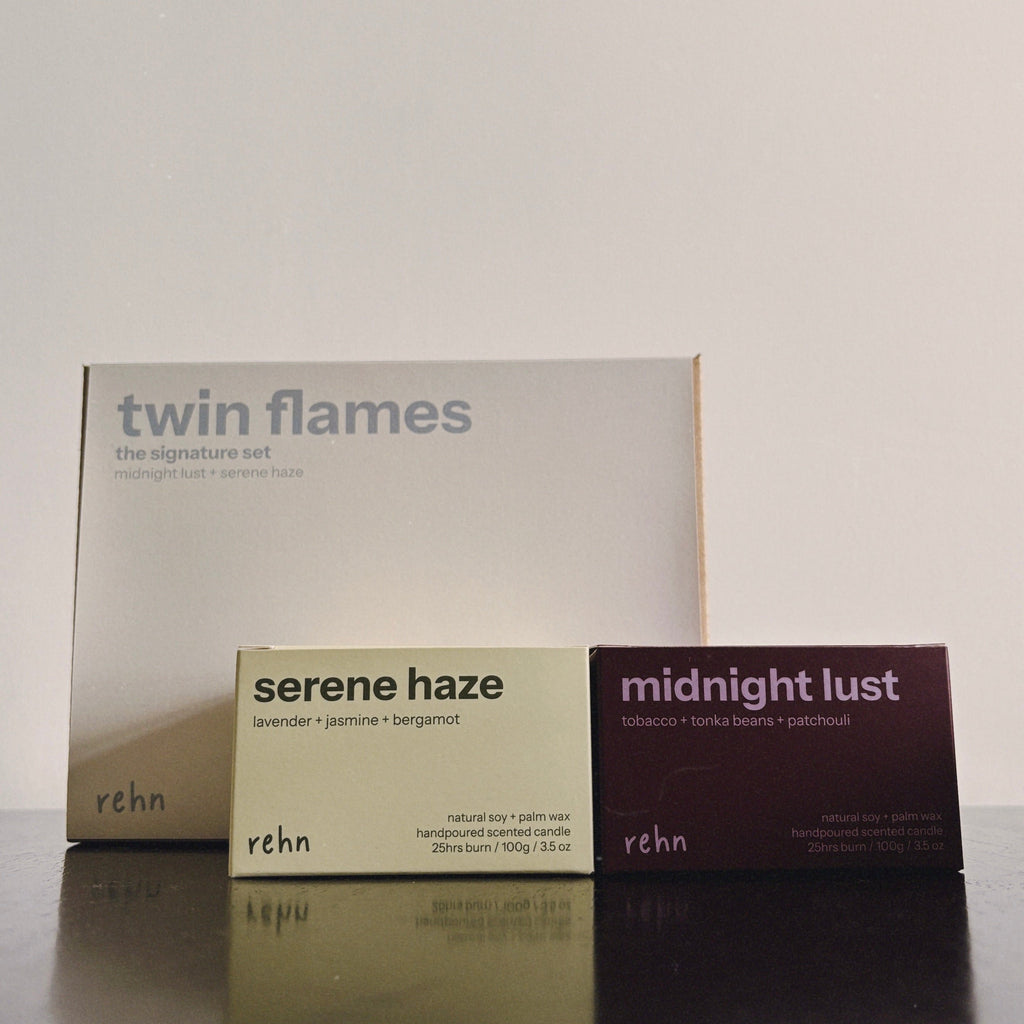 twin flames
the signature set
midnight lust + serene haze
rehn
serene haze
lavender + jasmine + bergamot
natural soy + palm wax
handpoured scented candle
25hrs burn / 100g / 3.5 oz
rehn
midnight lust
tobacco + tonka beans + patchouli
natural soy + palm wax
handpoured scented candle
25hrs burn / 100g / 3.5 oz
rehn